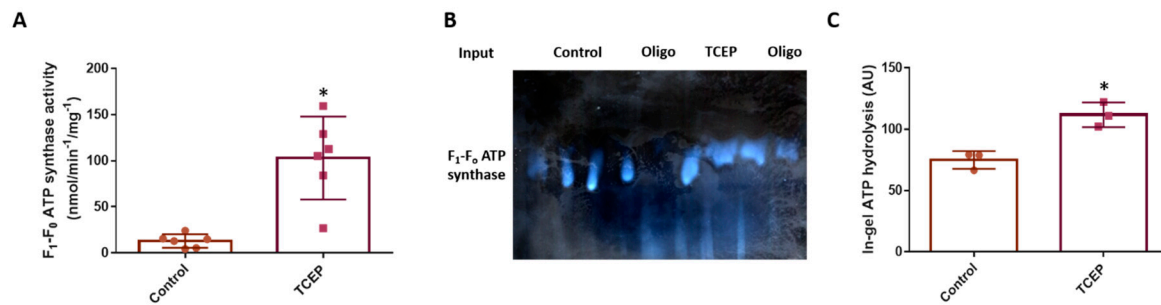 A
F₁-F₀ ATP synthase activity
(nmol/min⁻¹/mg⁻¹)
200
150
100
50
0
*
Control
TCEP
B
Input Control Oligo TCEP Oligo
F₁-Fₒ ATP
synthase
C
In-gel ATP hydrolysis (AU)
150
100
50
0
*
Control
TCEP